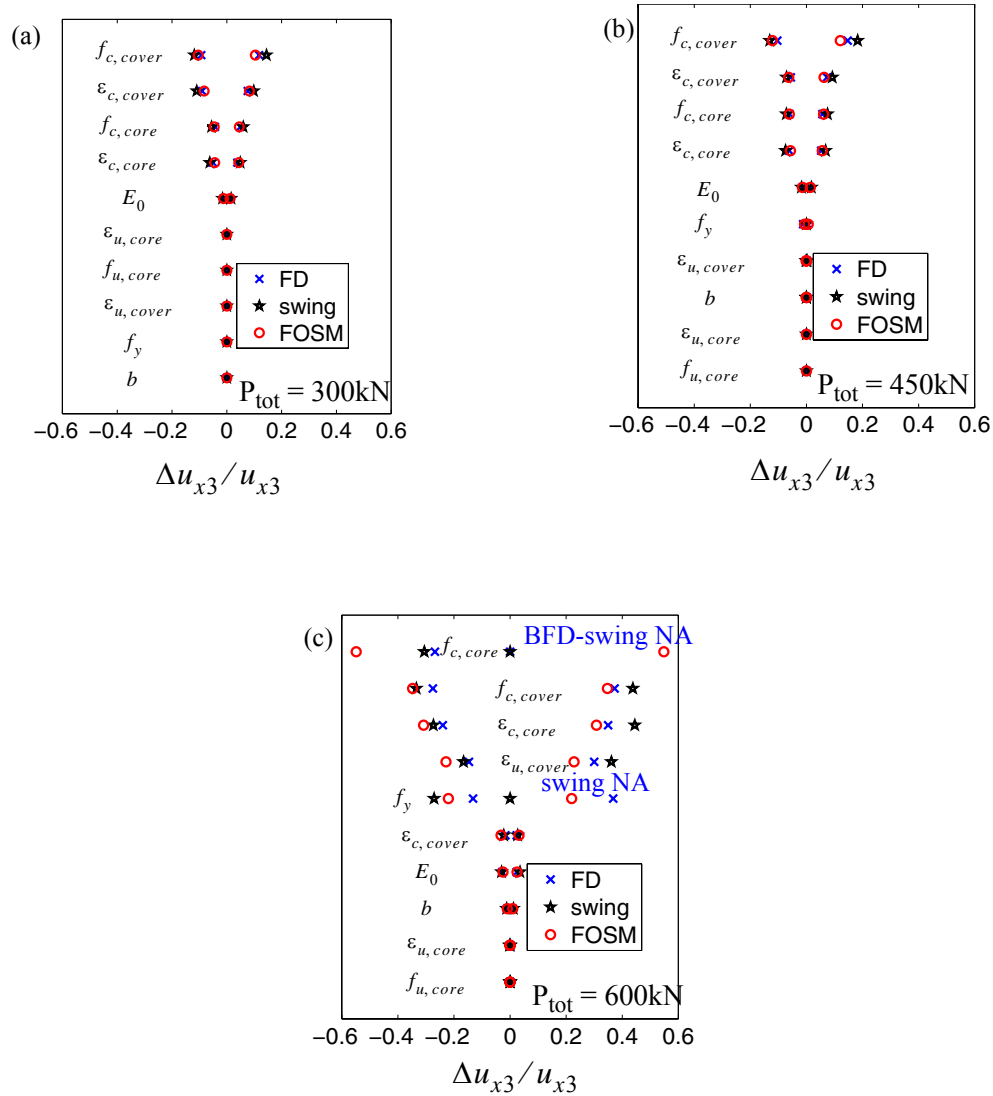 (a)
f_{c, cover}
ε_{c, cover}
f_{c, core}
ε_{c, core}
E_0
ε_{u, core}
f_{u, core}
ε_{u, cover}
f_y
b
FD
swing
FOSM
P_{tot} = 300kN
−0.6 −0.4 −0.2 0 0.2 0.4 0.6
Δu_{x3}/u_{x3}
(b)
f_{c, cover}
ε_{c, cover}
f_{c, core}
ε_{c, core}
E_0
f_y
ε_{u, cover}
b
ε_{u, core}
f_{u, core}
FD
swing
FOSM
P_{tot} = 450kN
−0.6 −0.4 −0.2 0 0.2 0.4 0.6
Δu_{x3}/u_{x3}
(c)
f_{c, core}
BFD-swing NA
f_{c, cover}
ε_{c, core}
ε_{u, cover}
swing NA
f_y
ε_{c, cover}
E_0
b
ε_{u, core}
f_{u, core}
FD
swing
FOSM
P_{tot} = 600kN
−0.6 −0.4 −0.2 0 0.2 0.4 0.6
Δu_{x3}/u_{x3}